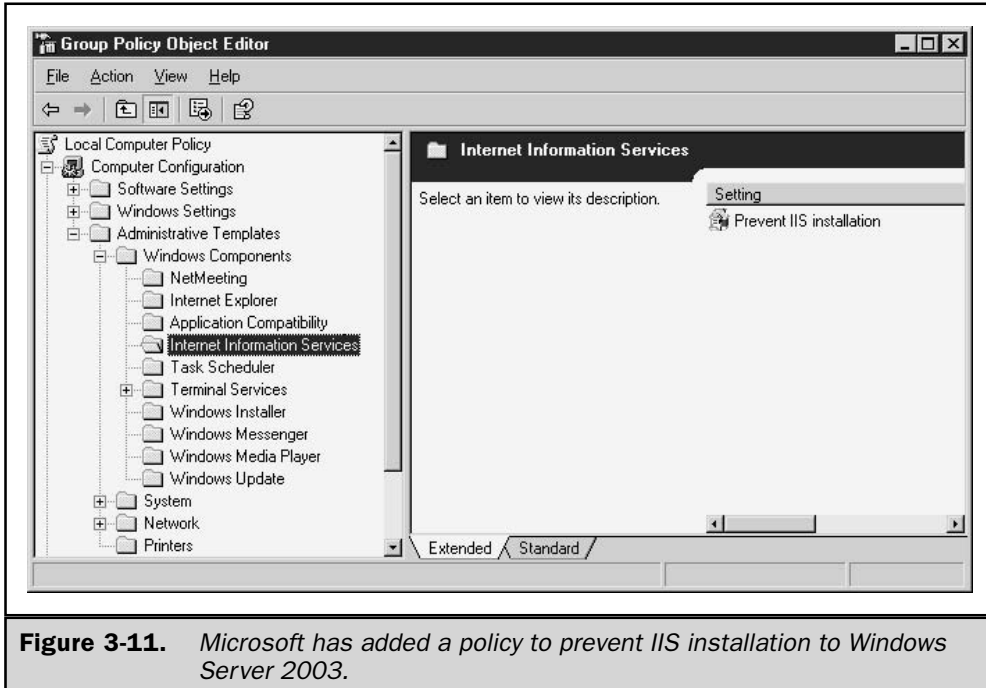 Group Policy Object Editor
File Action View Help
Local Computer Policy
Computer Configuration
Software Settings
Windows Settings
Administrative Templates
Windows Components
NetMeeting
Internet Explorer
Application Compatibility
Internet Information Services
Task Scheduler
Terminal Services
Windows Installer
Windows Messenger
Windows Media Player
Windows Update
System
Network
Printers
Internet Information Services
Select an item to view its description.
Setting
Prevent IIS installation
Extended Standard
Figure 3-11. Microsoft has added a policy to prevent IIS installation to Windows
Server 2003.